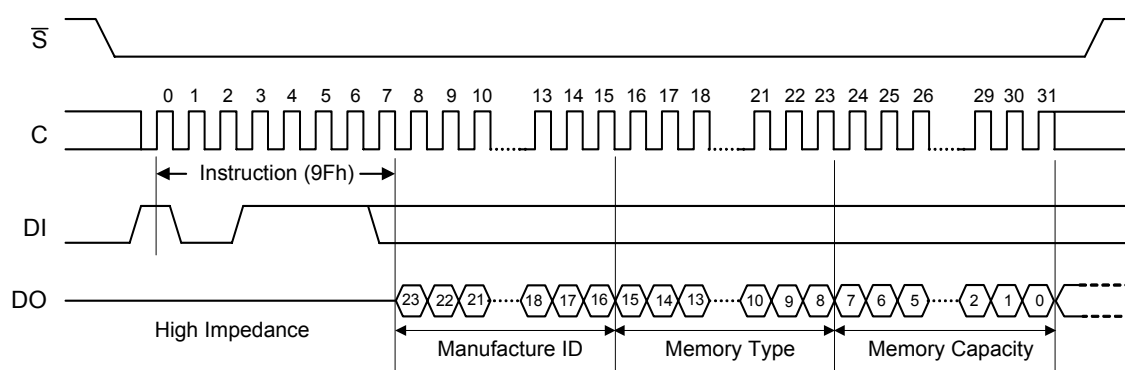 S
0 1 2 3 4 5 6 7 8 9 10 13 14 15 16 17 18 21 22 23 24 25 26 29 30 31
C
Instruction (9Fh)
DI
DO
23 22 21 18 17 16 15 14 13 10 9 8 7 6 5 2 1 0
High Impedance
Manufacture ID Memory Type Memory Capacity